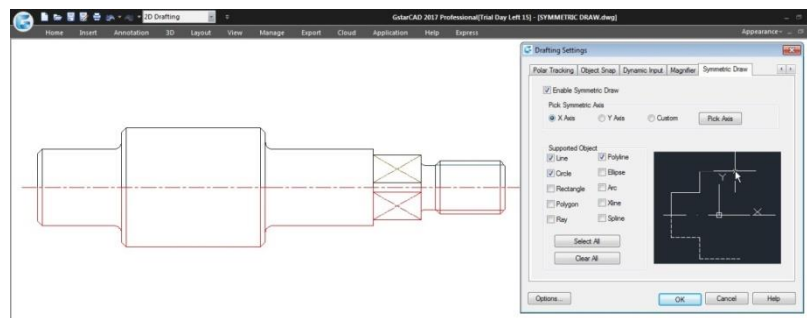 2D Drafting
GstarCAD 2017 Professional[Trial Day Left 15] - [SYMMETRIC DRAW.dwg]
Home Insert Annotation 3D Layout View Manage Export Cloud Application Help Express Appearance
Drafting Settings
Polar Tracking Object Snap Dynamic Input Magnifier Symmetric Draw
Enable Symmetric Draw
Pick Symmetric Axis
X Axis Y Axis Custom Pick Axis
Supported Object
Line Polyline
Circle Ellipse
Rectangle Arc
Polygon Xline
Ray Spline
Select All
Clear All
Y
X
Options... OK Cancel Help